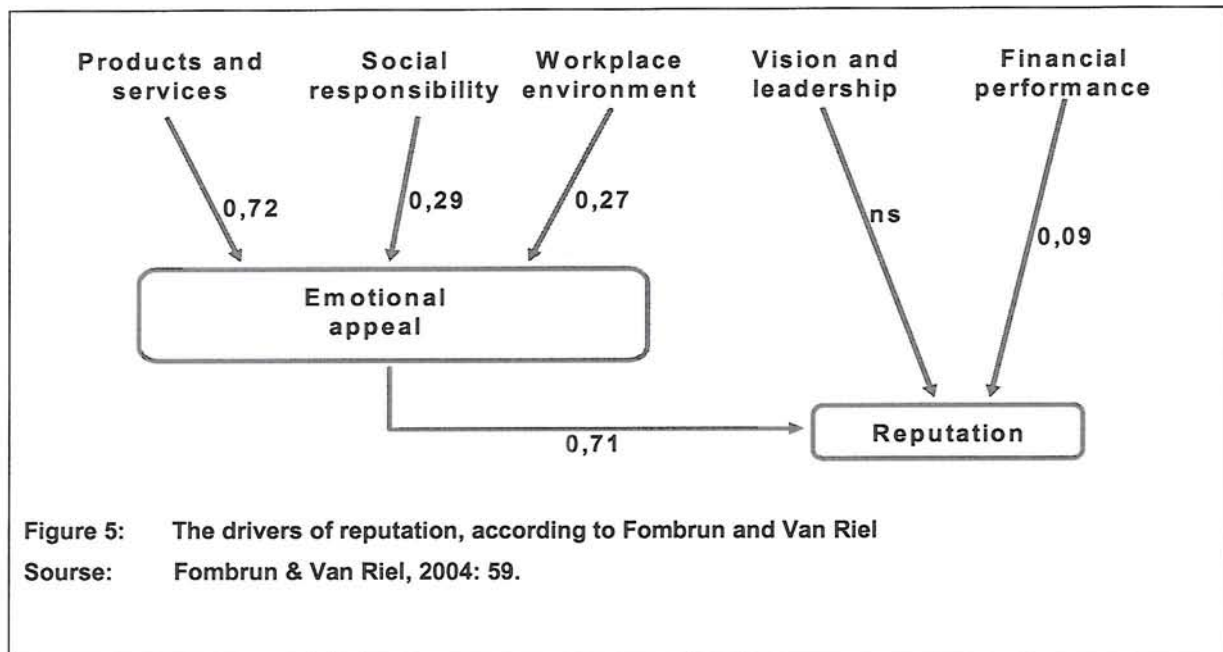 Products and
services
Social
responsibility
Workplace
environment
Vision and
leadership
Financial
performance
0,72
0,29
0,27
ns
0,09
Emotional
appeal
0,71
Reputation
Figure 5: The drivers of reputation, according to Fombrun and Van Riel
Sourse: Fombrun & Van Riel, 2004: 59.